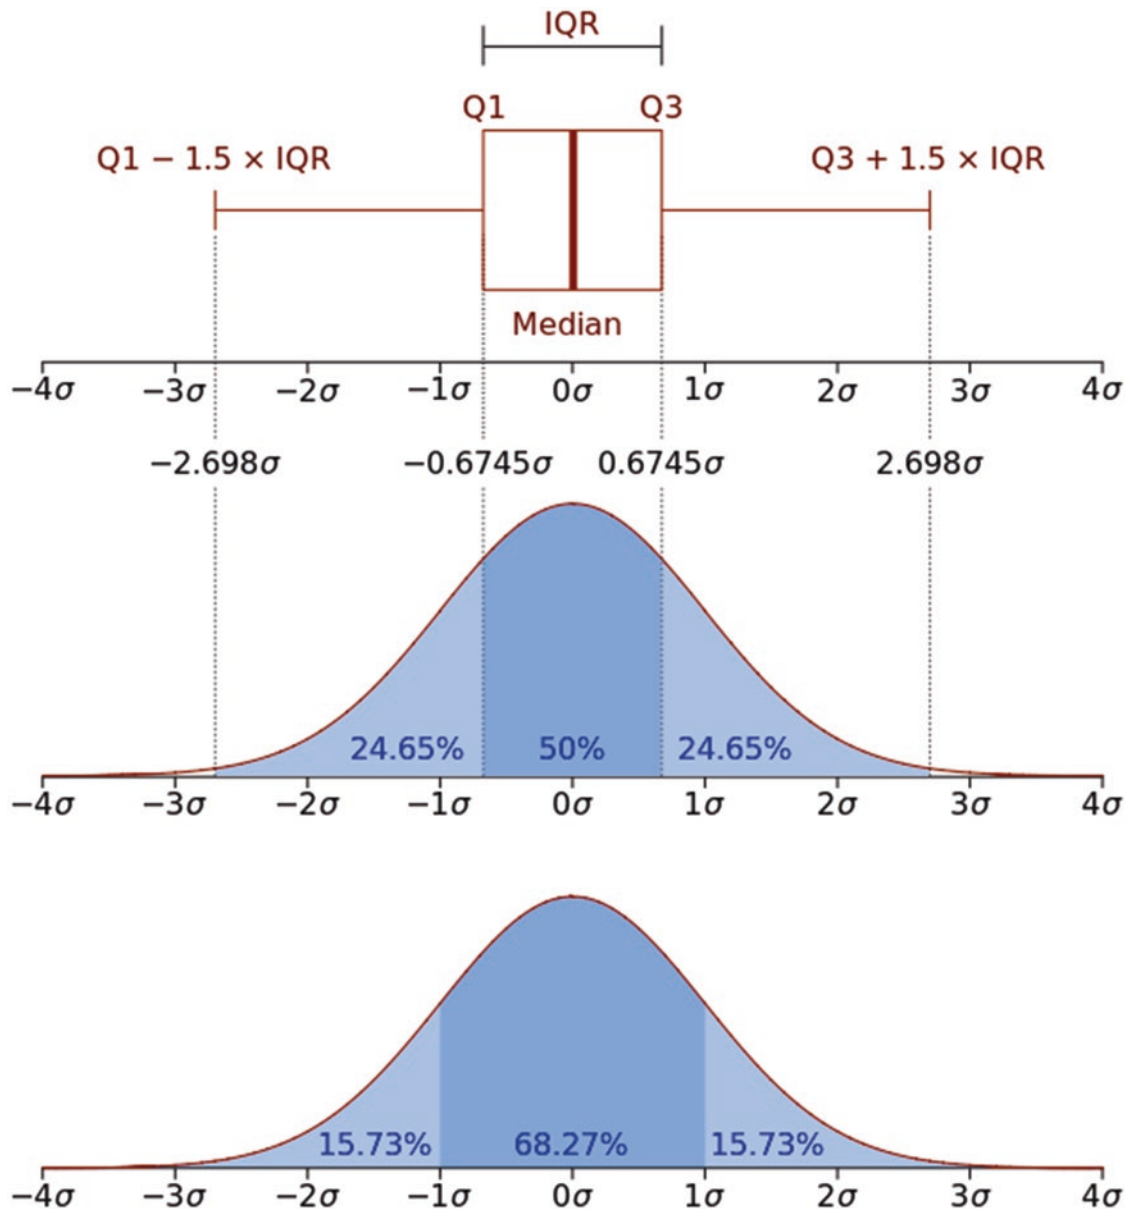 IQR
Q1 Q3
Q1 − 1.5 × IQR Q3 + 1.5 × IQR
Median
−4σ −3σ −2σ −1σ 0σ 1σ 2σ 3σ 4σ
−2.698σ −0.6745σ 0.6745σ 2.698σ
24.65% 50% 24.65%
−4σ −3σ −2σ −1σ 0σ 1σ 2σ 3σ 4σ
15.73% 68.27% 15.73%
−4σ −3σ −2σ −1σ 0σ 1σ 2σ 3σ 4σ